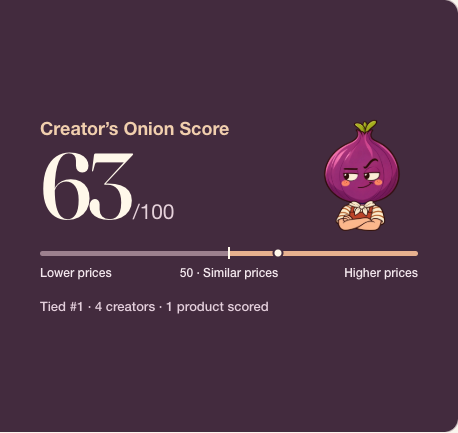 Creator’s Onion Score
63/100
Lower prices 50 · Similar prices Higher prices
Tied #1 · 4 creators · 1 product scored